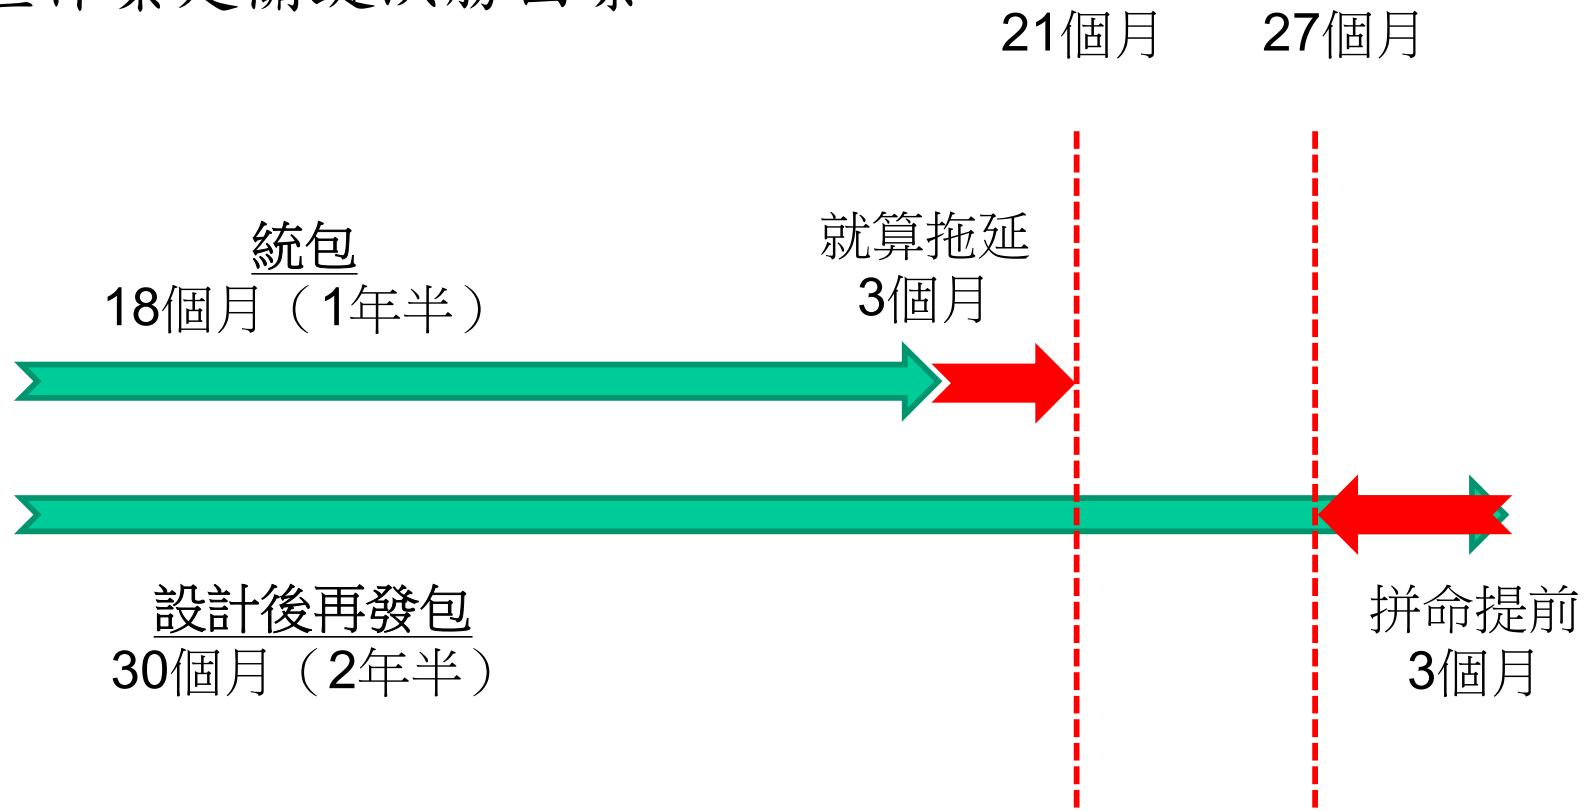 21個月
27個月
統包
18個月（1年半）
就算拖延
3個月
設計後再發包
30個月（2年半）
拼命提前
3個月